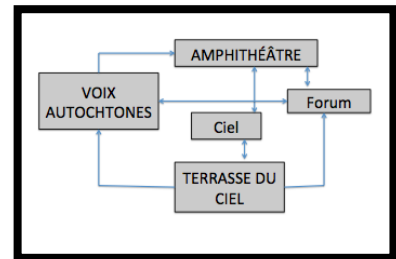 AMPHITHÉÂTRE
VOIX
AUTOCHTONES
Forum
Ciel
TERRASSE DU
CIEL